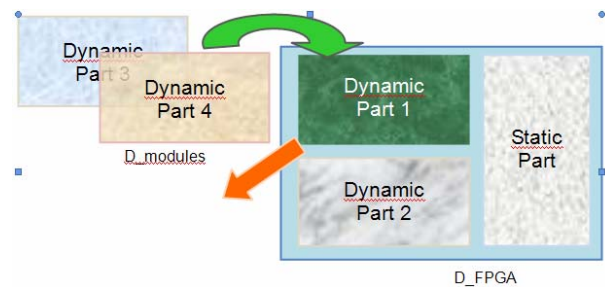 Dynamic
Part 3
Dynamic
Part 4
D_modules
Dynamic
Part 1
Dynamic
Part 2
Static
Part
D_FPGA